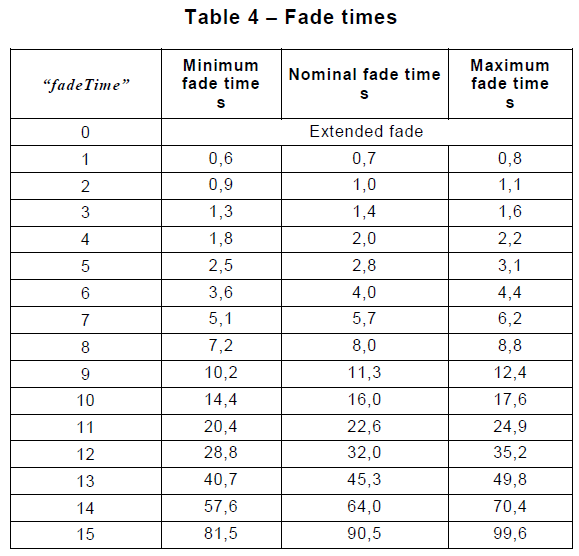 Table 4 – Fade times
“fadeTime” Minimum fade time s Nominal fade time s Maximum fade time s
0 Extended fade
1 0,6 0,7 0,8
2 0,9 1,0 1,1
3 1,3 1,4 1,6
4 1,8 2,0 2,2
5 2,5 2,8 3,1
6 3,6 4,0 4,4
7 5,1 5,7 6,2
8 7,2 8,0 8,8
9 10,2 11,3 12,4
10 14,4 16,0 17,6
11 20,4 22,6 24,9
12 28,8 32,0 35,2
13 40,7 45,3 49,8
14 57,6 64,0 70,4
15 81,5 90,5 99,6